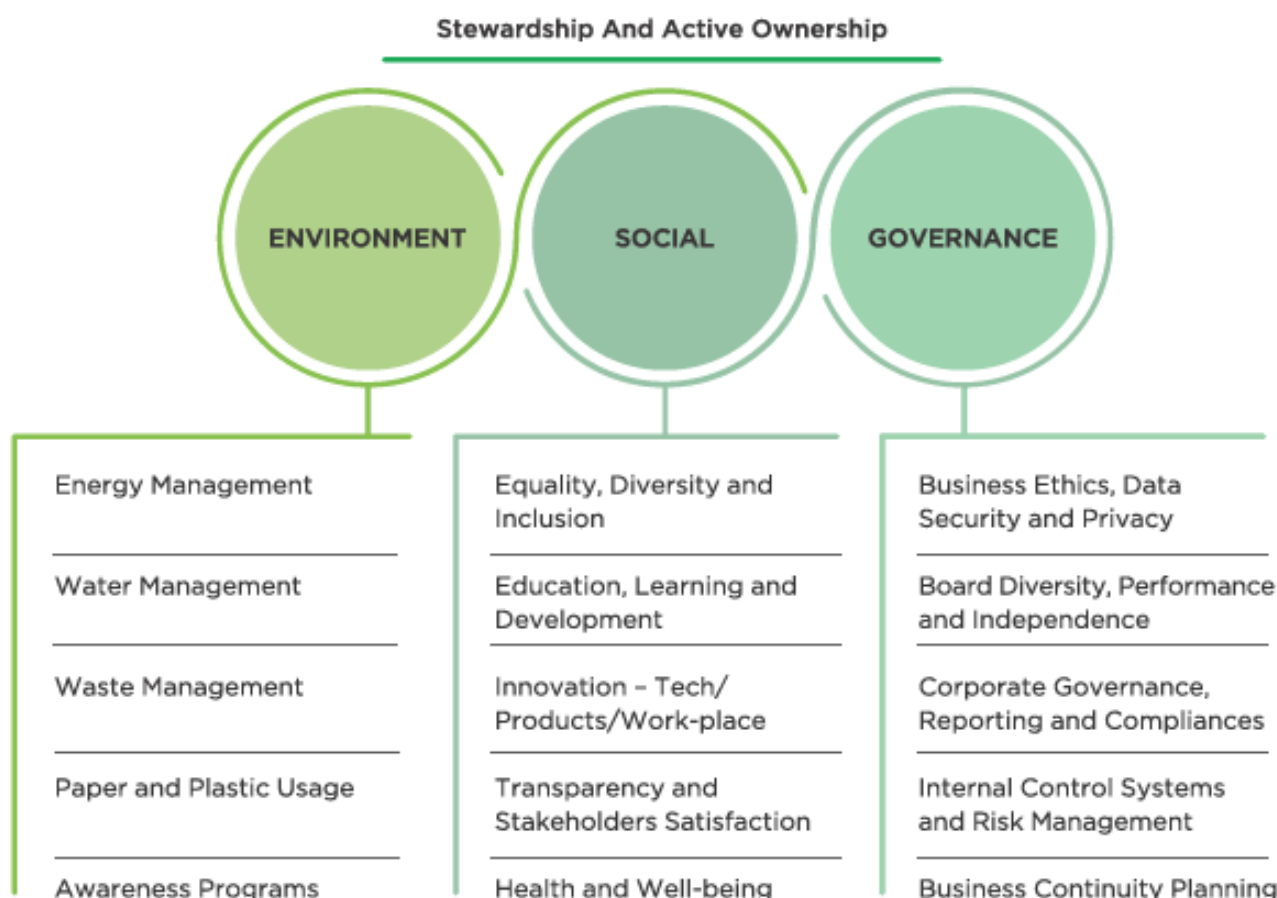 Stewardship And Active Ownership
ENVIRONMENT
SOCIAL
GOVERNANCE
Energy Management
Water Management
Waste Management
Paper and Plastic Usage
Awareness Programs
Equality, Diversity and
Inclusion
Education, Learning and
Development
Innovation – Tech/
Products/Work-place
Transparency and
Stakeholders Satisfaction
Health and Well-being
Business Ethics, Data
Security and Privacy
Board Diversity, Performance
and Independence
Corporate Governance,
Reporting and Compliances
Internal Control Systems
and Risk Management
Business Continuity Planning